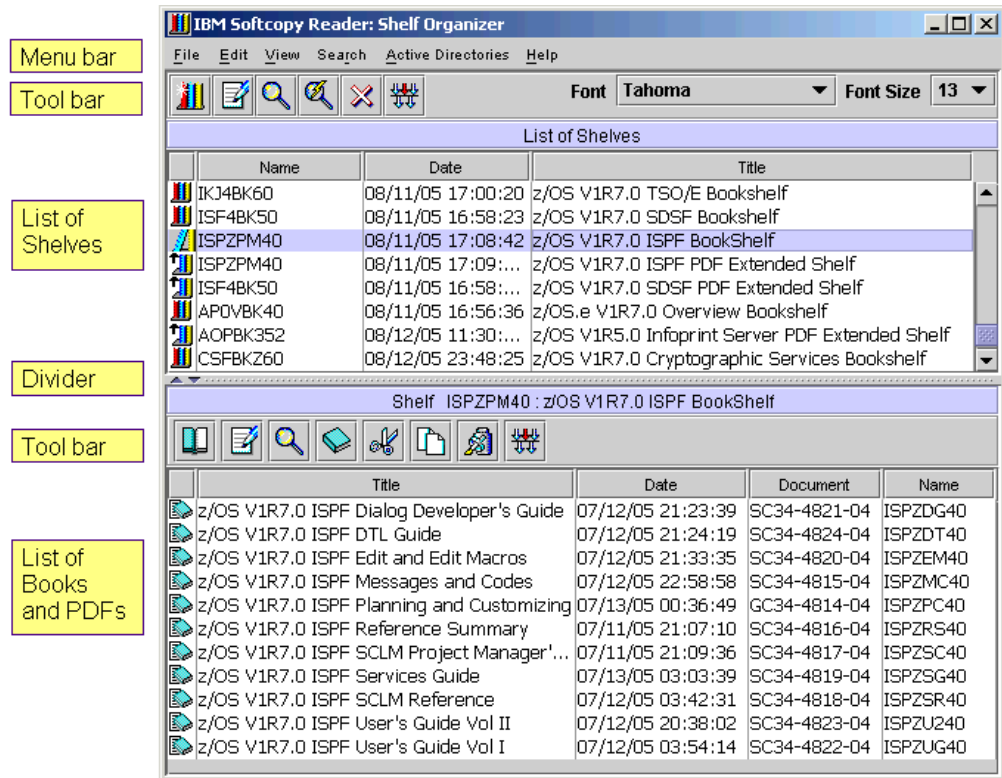 IBM Softcopy Reader: Shelf Organizer
Menu bar
File Edit View Search Active Directories Help
Tool bar
Font Tahoma Font Size 13
List of Shelves
Name Date Title
IKJ4BK60 08/11/05 17:00:20 z/OS V1R7.0 TSO/E Bookshelf
List of
Shelves
ISF4BK50 08/11/05 16:58:23 z/OS V1R7.0 SDSF Bookshelf
ISPZPM40 08/11/05 17:08:42 z/OS V1R7.0 ISPF BookShelf
ISPZPM40 08/11/05 17:09:... z/OS V1R7.0 ISPF PDF Extended Shelf
ISF4BK50 08/11/05 16:58:... z/OS V1R7.0 SDSF PDF Extended Shelf
APOVBK40 08/11/05 16:56:36 z/OS.e V1R7.0 Overview Bookshelf
AOPBK352 08/12/05 11:30:... z/OS V1R5.0 Infoprint Server PDF Extended Shelf
CSFBKZ60 08/12/05 23:48:25 z/OS V1R7.0 Cryptographic Services Bookshelf
Divider
Shelf ISPZPM40 : z/OS V1R7.0 ISPF BookShelf
Tool bar
Title Date Document Name
z/OS V1R7.0 ISPF Dialog Developer's Guide 07/12/05 21:23:39 SC34-4821-04 ISPZDG40
z/OS V1R7.0 ISPF DTL Guide 07/12/05 21:24:19 SC34-4824-04 ISPZDT40
List of
Books
and PDFs
z/OS V1R7.0 ISPF Edit and Edit Macros 07/12/05 21:33:35 SC34-4820-04 ISPZEM40
z/OS V1R7.0 ISPF Messages and Codes 07/12/05 22:58:58 SC34-4815-04 ISPZMC40
z/OS V1R7.0 ISPF Planning and Customizing 07/13/05 00:36:49 GC34-4814-04 ISPZPC40
z/OS V1R7.0 ISPF Reference Summary 07/11/05 21:07:10 SC34-4816-04 ISPZRS40
z/OS V1R7.0 ISPF SCLM Project Manager'... 07/11/05 21:09:36 SC34-4817-04 ISPZSC40
z/OS V1R7.0 ISPF Services Guide 07/13/05 03:03:39 SC34-4819-04 ISPZSG40
z/OS V1R7.0 ISPF SCLM Reference 07/12/05 03:42:31 SC34-4818-04 ISPZSR40
z/OS V1R7.0 ISPF User's Guide Vol II 07/12/05 20:38:02 SC34-4823-04 ISPZU240
z/OS V1R7.0 ISPF User's Guide Vol I 07/12/05 03:54:14 SC34-4822-04 ISPZUG40